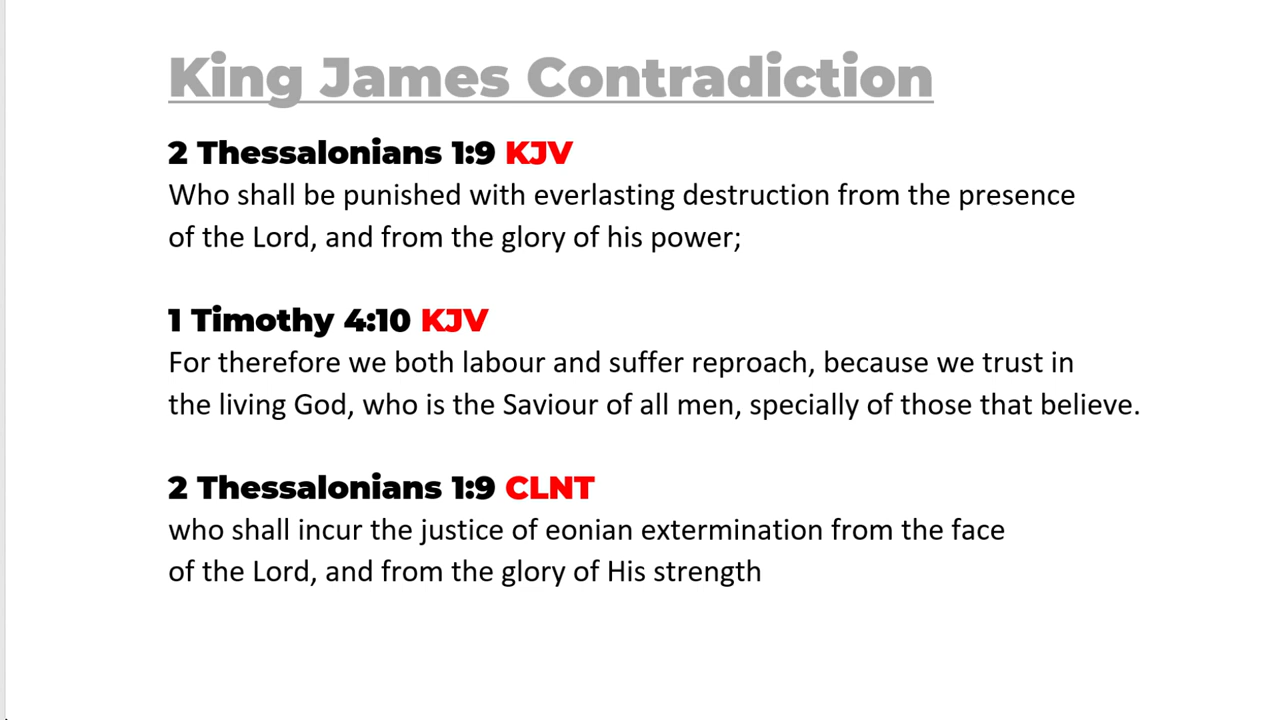 King James Contradiction
2 Thessalonians 1:9 KJV
Who shall be punished with everlasting destruction from the presence
of the Lord, and from the glory of his power;
1 Timothy 4:10 KJV
For therefore we both labour and suffer reproach, because we trust in
the living God, who is the Saviour of all men, specially of those that believe.
2 Thessalonians 1:9 CLNT
who shall incur the justice of eonian extermination from the face
of the Lord, and from the glory of His strength